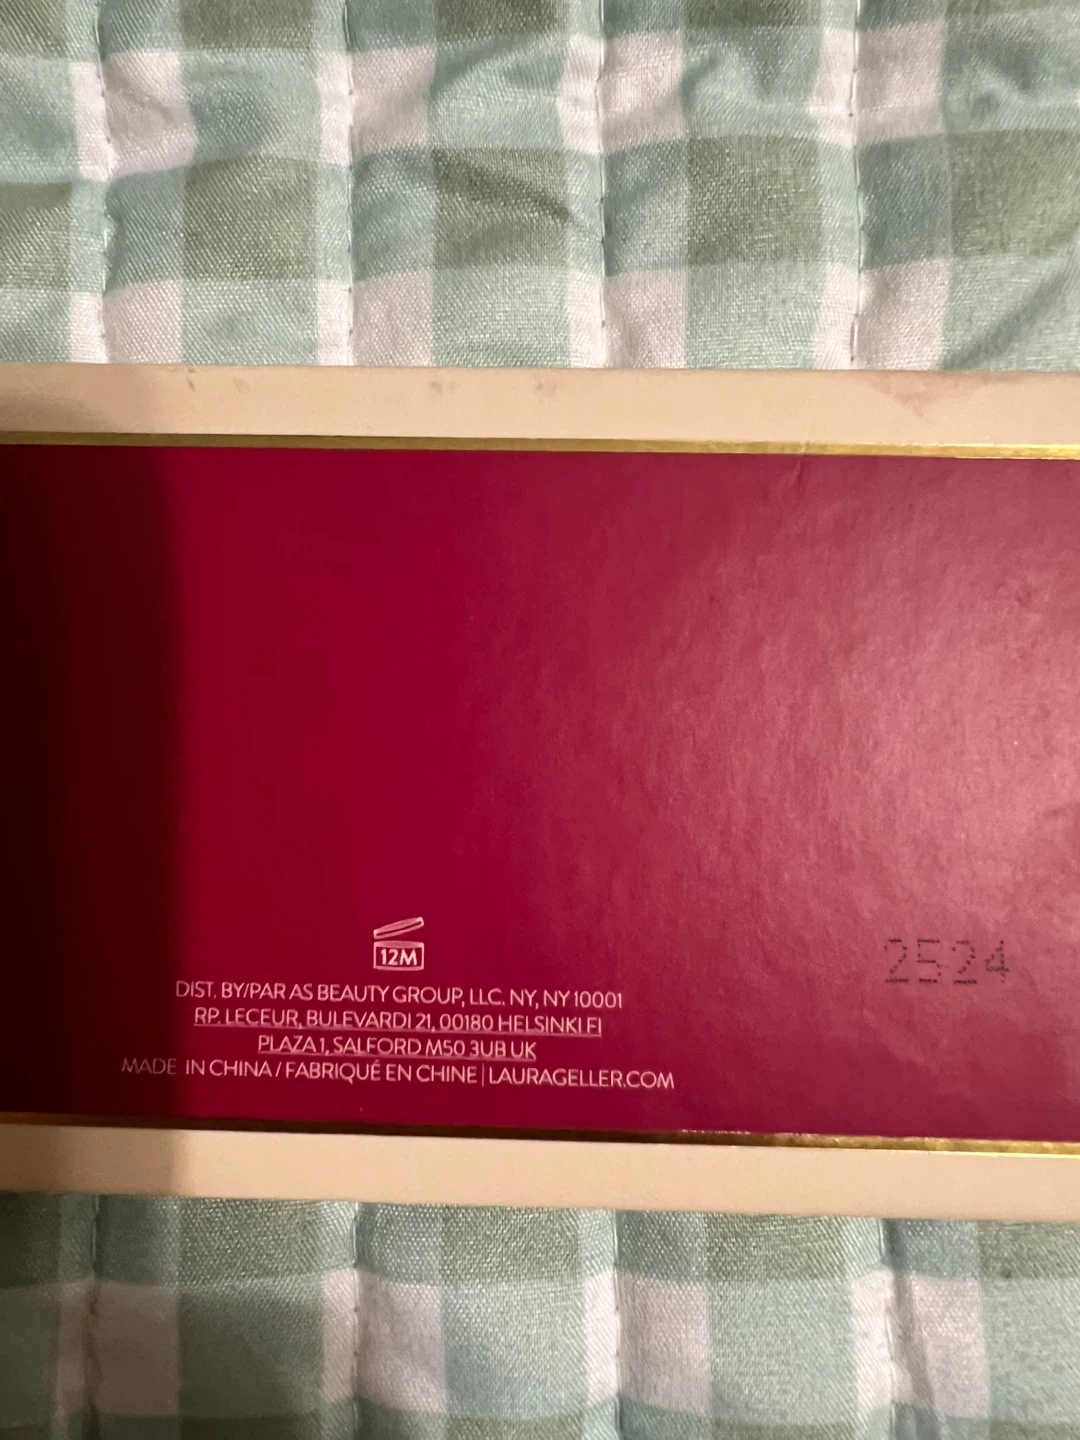 12M
2524
DIST. BY/PAR AS BEAUTY GROUP, LLC. NY, NY 10001
RP. LECEUR, BULEVARDI 21, 00180 HELSINKI FI
PLAZA 1, SALFORD M50 3UB UK
MADE IN CHINA / FABRIQUÉ EN CHINE | LAURAGELLER.COM